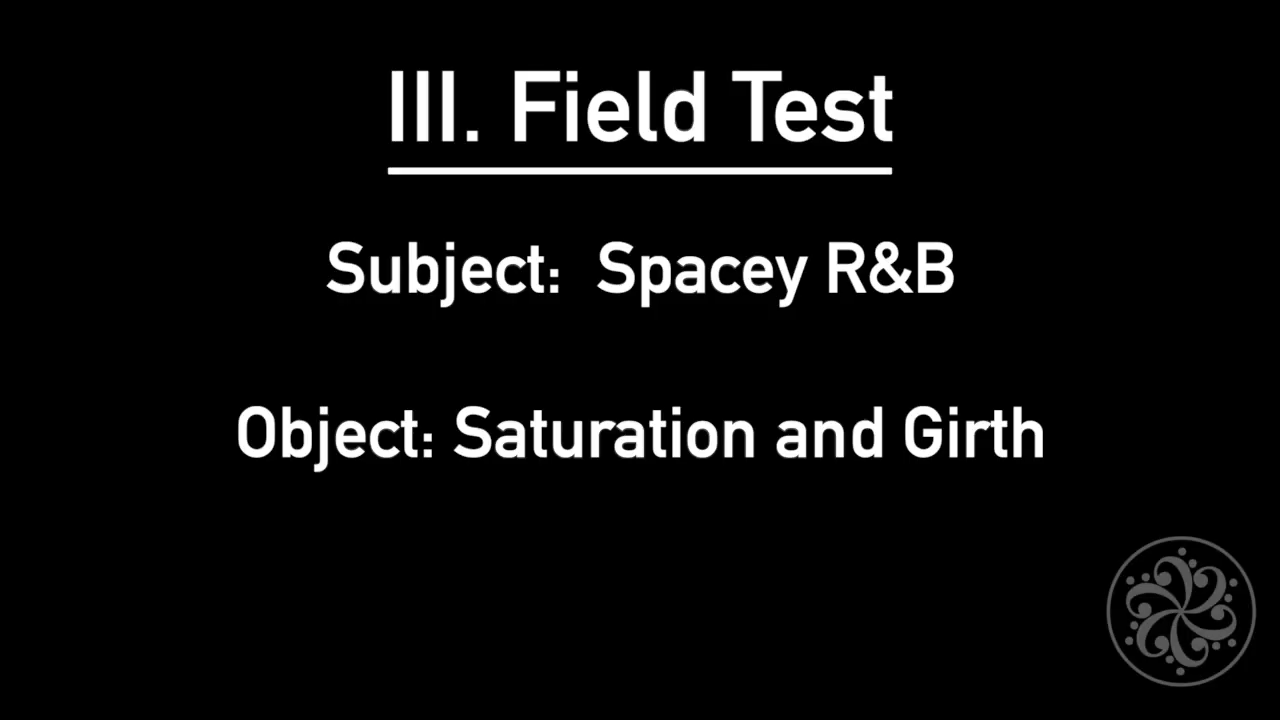 III. Field Test
Subject: Spacey R&B
Object: Saturation and Girth